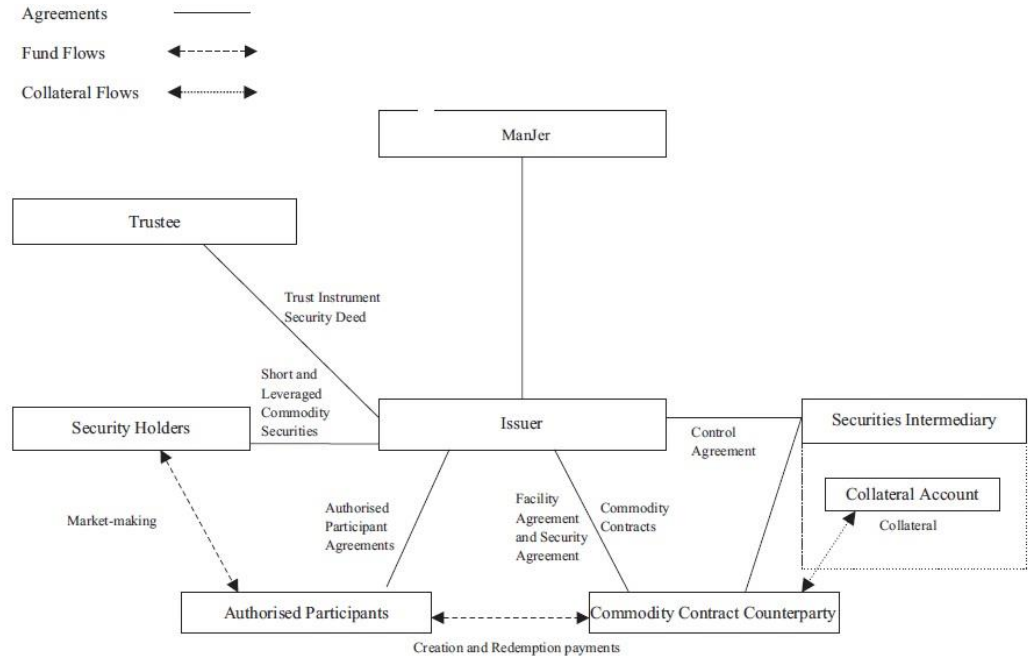 Agreements
Fund Flows
Collateral Flows
ManJer
Trustee
Trust Instrument
Security Deed
Short and
Leveraged
Commodity
Securities
Security Holders
Issuer
Control
Agreement
Securities Intermediary
Collateral Account
Collateral
Market-making
Authorised
Participant
Agreements
Facility
Agreement
and Security
Agreement
Commodity
Contracts
Authorised Participants
Commodity Contract Counterparty
Creation and Redemption payments